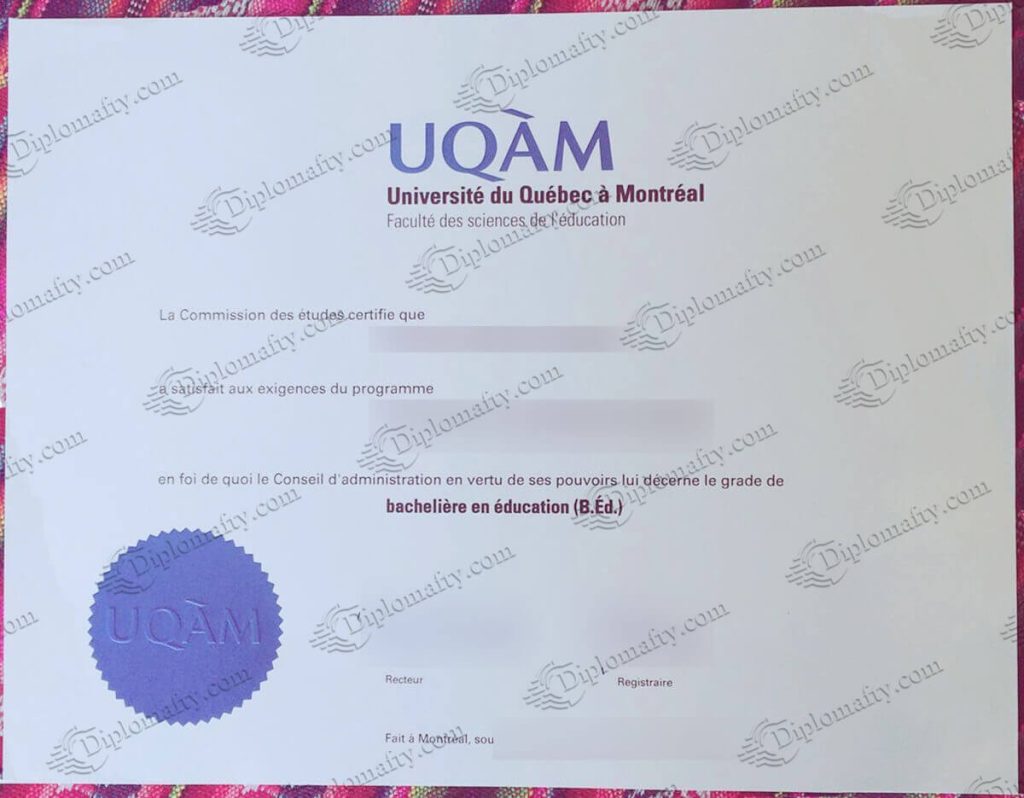 UQÀM
Université du Québec à Montréal
Faculté des sciences de l'éducation
La Commission des études certifie que
a satisfait aux exigences du programme
en foi de quoi le Conseil d'administration en vertu de ses pouvoirs lui décerne le grade de
bachelière en éducation (B.Éd.)
UQÀM
Recteur
Registraire
Fait à Montréal, sou
Diplomafty.com